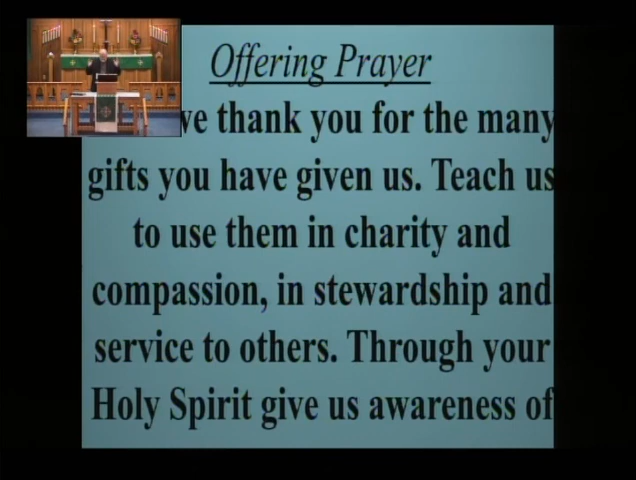 Offering Prayer
we thank you for the many
gifts you have given us. Teach us
to use them in charity and
compassion, in stewardship and
service to others. Through your
Holy Spirit give us awareness of